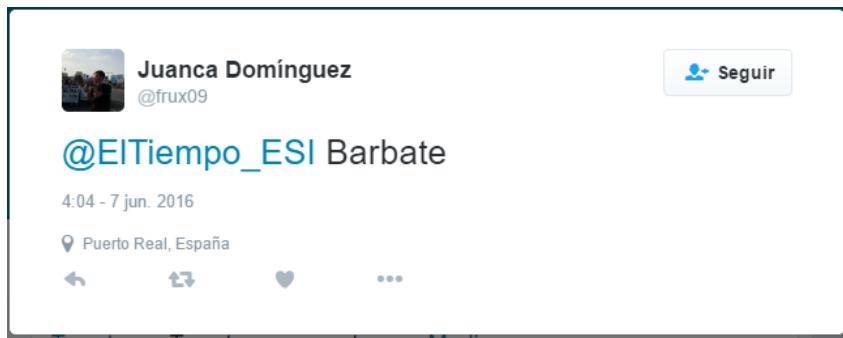 Juanca Domínguez
@frux09
Seguir
@ElTiempo_ESI Barbate
4:04 - 7 jun. 2016
Puerto Real, España